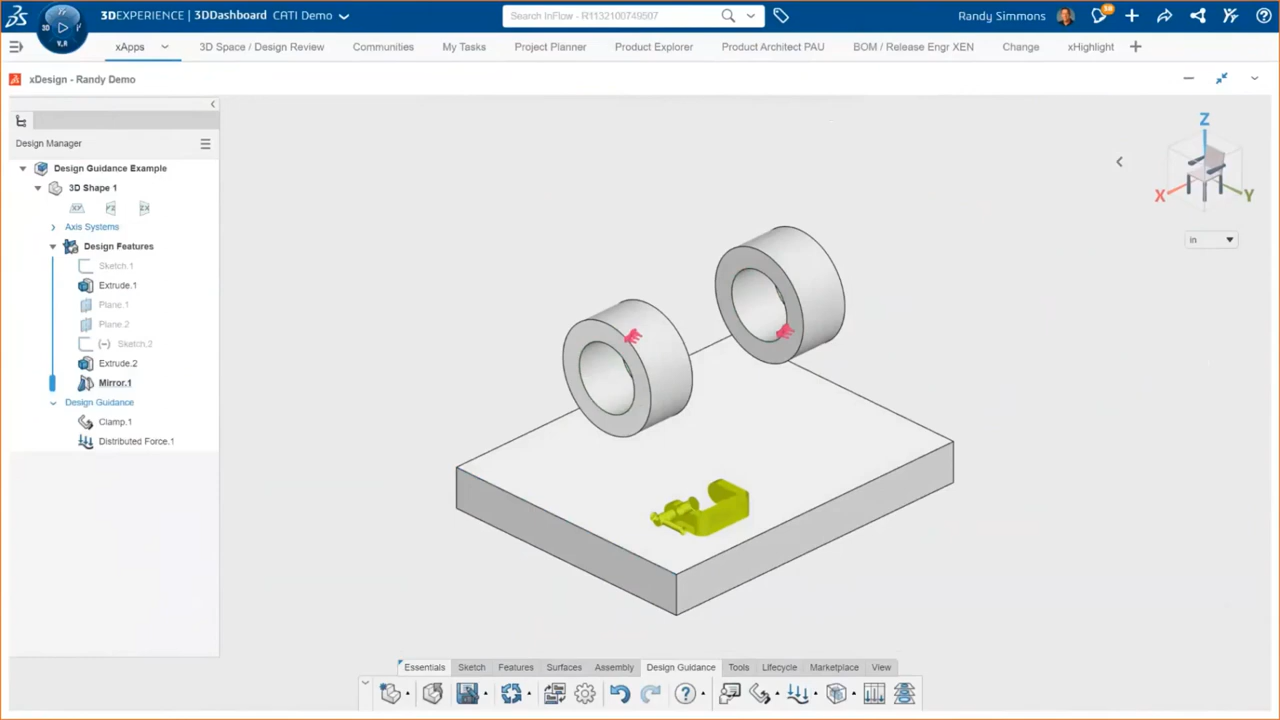 3DEXPERIENCE | 3DDashboard CATI Demo
Search InFlow - R1132100749507
Randy Simmons
3D
V.R
xApps
3D Space / Design Review
Communities
My Tasks
Project Planner
Product Explorer
Product Architect PAU
BOM / Release Engr XEN
Change
xHighlight
xDesign - Randy Demo
Design Manager
Design Guidance Example
3D Shape 1
Axis Systems
Design Features
Sketch.1
Extrude.1
Plane.1
Plane.2
(–) Sketch.2
Extrude.2
Mirror.1
Design Guidance
Clamp.1
Distributed Force.1
Z
X
Y
in
Essentials
Sketch
Features
Surfaces
Assembly
Design Guidance
Tools
Lifecycle
Marketplace
View